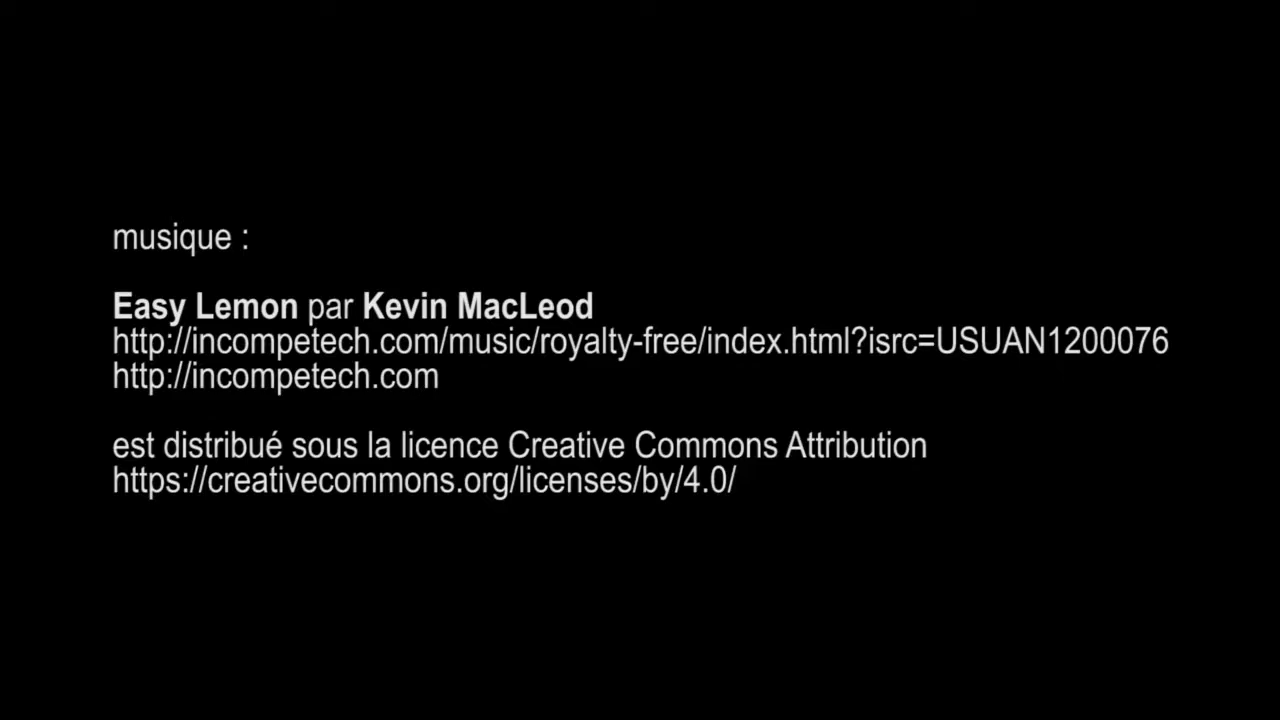 musique :
Easy Lemon par Kevin MacLeod
http://incompetech.com/music/royalty-free/index.html?isrc=USUAN1200076
http://incompetech.com
est distribué sous la licence Creative Commons Attribution
https://creativecommons.org/licenses/by/4.0/